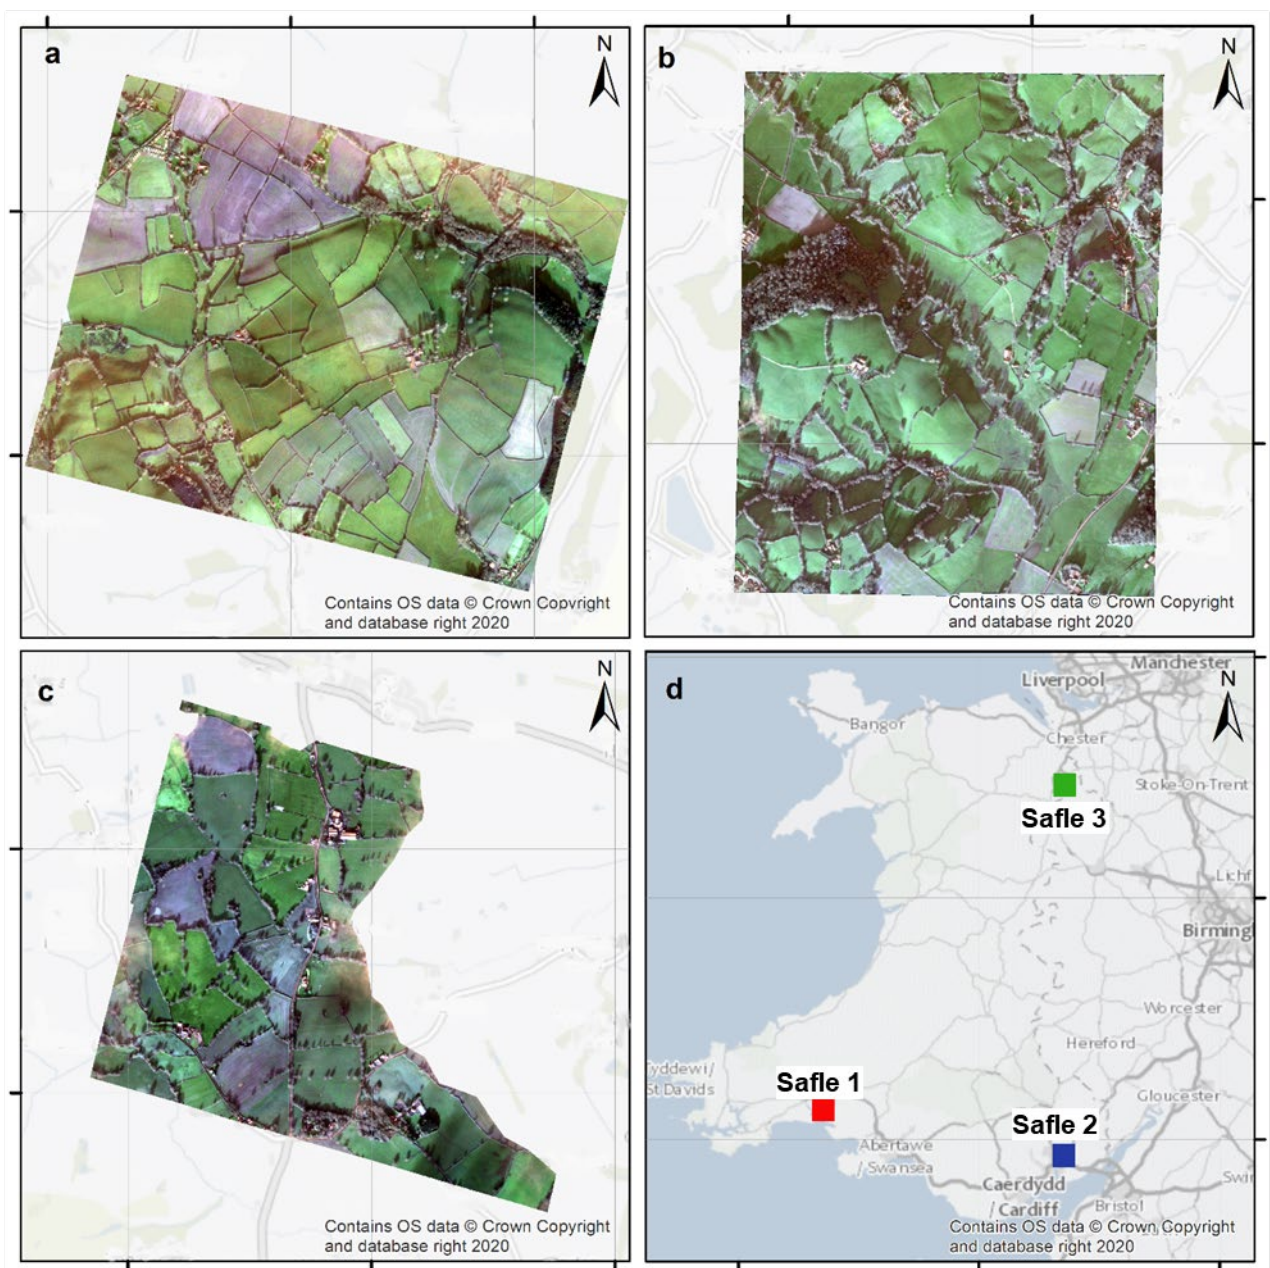 a
N
Contains OS data © Crown Copyright
and database right 2020
b
N
Contains OS data © Crown Copyright
and database right 2020
c
N
Contains OS data © Crown Copyright
and database right 2020
d
N
Manchester
Liverpool
Bangor
Chester
Stoke-On-Trent
Safle 3
Lichf
Birming
Worcester
Hereford
yddewi/
St Davids
Safle 1
Gloucester
Safle 2
Abertawe
/ Swansea
Caerdydd
/ Cardiff
Swi
Bristol
Contains OS data © Crown Copyright
and database right 2020